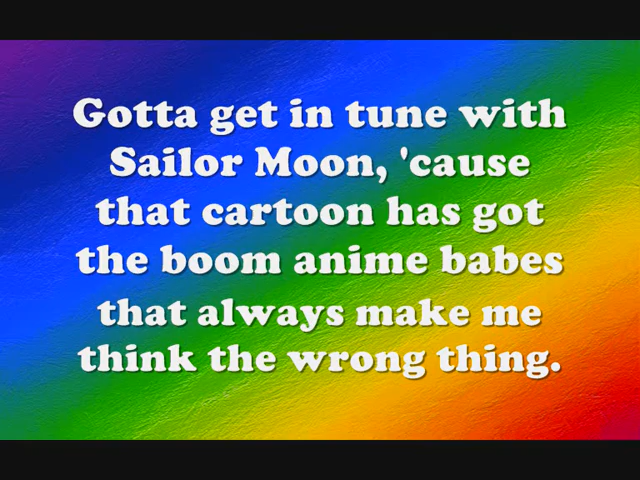 Gotta get in tune with
Sailor Moon, 'cause
that cartoon has got
the boom anime babes
that always make me
think the wrong thing.